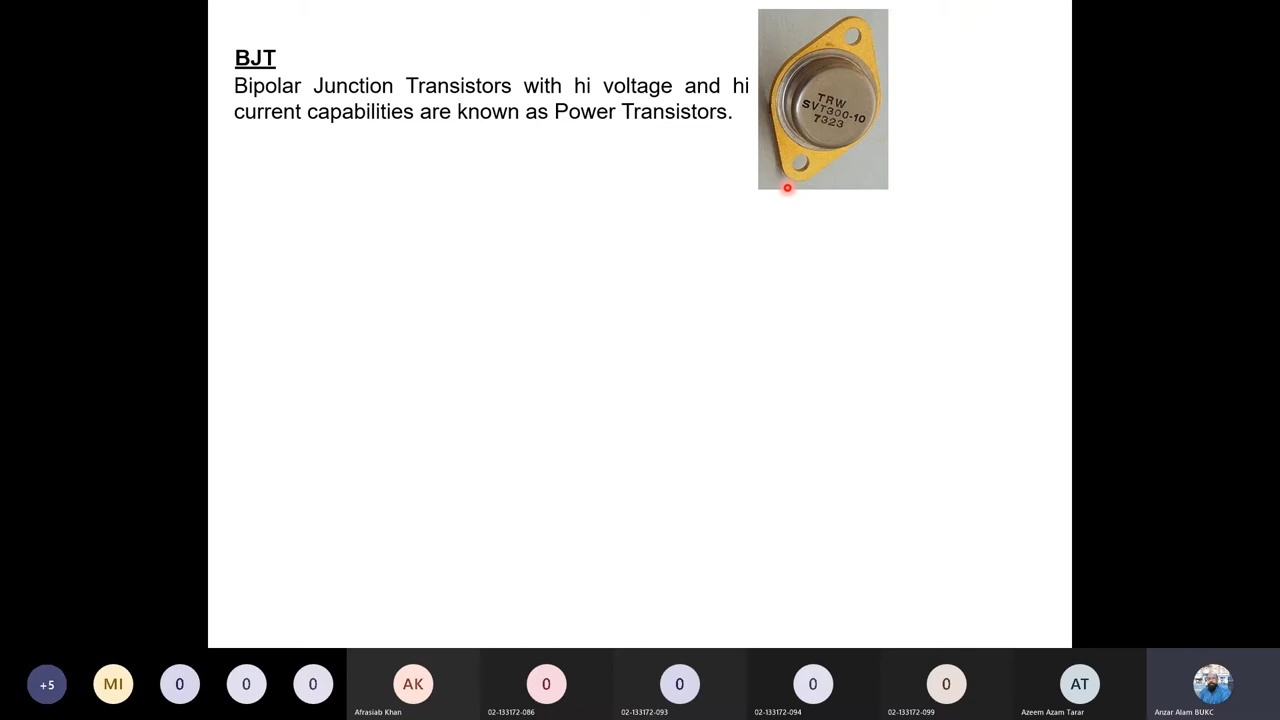 BJT
Bipolar Junction Transistors with hi voltage and hi
current capabilities are known as Power Transistors.
TRW
SVT300-10
7323
+5
MI
0
0
0
AK
Afrasiab Khan
0
02-133172-086
0
02-133172-093
0
02-133172-094
0
02-133172-099
AT
Azeem Azam Tarar
Anzar Alam BUKC